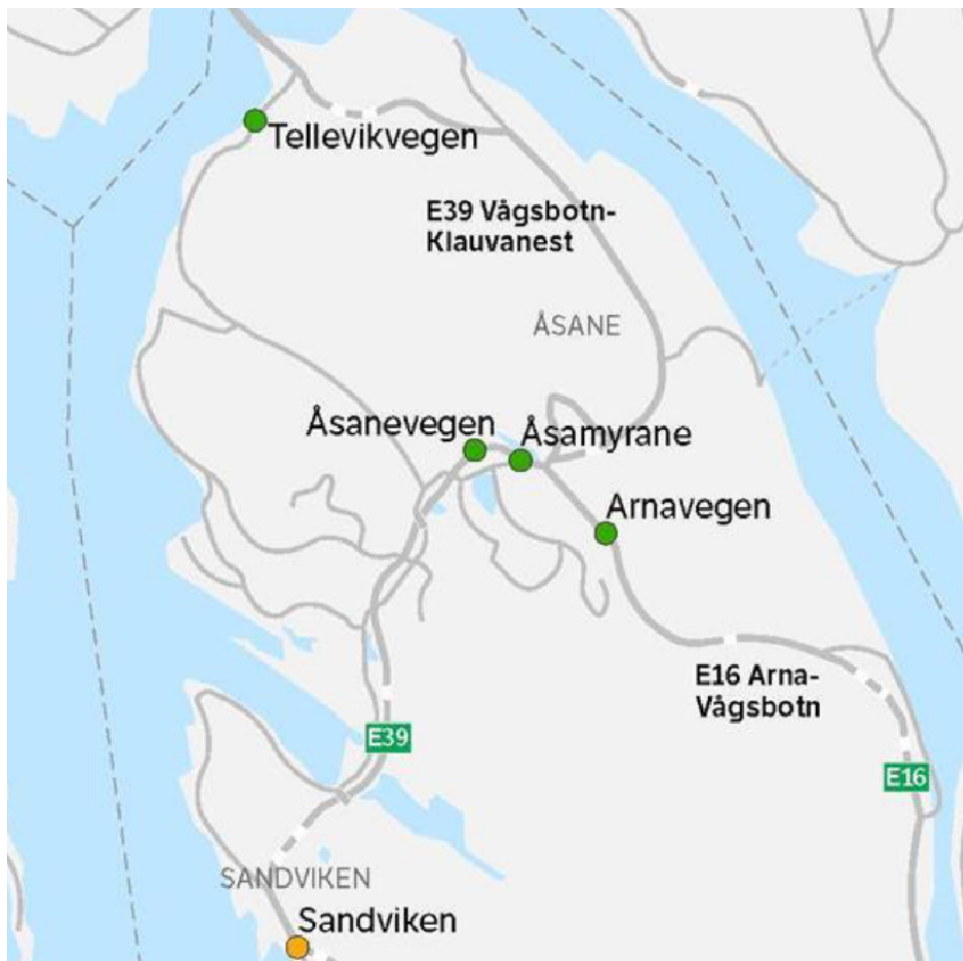 Tellevikvegen
E39 Vågsbotn-
Klauvanest
ÅSANE
Åsanevegen
Åsamyrane
Arnavegen
E16 Arna-
Vågsbotn
E39
E16
SANDVIKEN
Sandviken